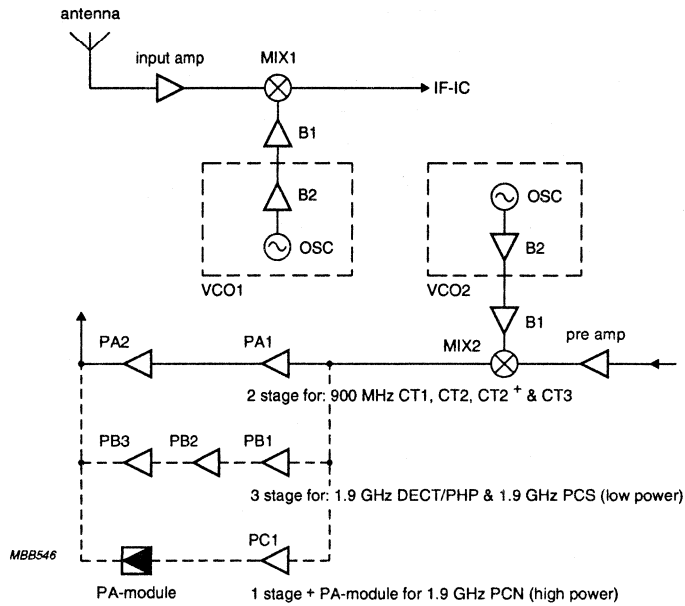 antenna
input amp
MIX1
IF-IC
B1
B2
OSC
OSC
B2
VCO1
VCO2
B1
PA2
PA1
MIX2
pre amp
2 stage for: 900 MHz CT1, CT2, CT2 + & CT3
PB3
PB2
PB1
3 stage for: 1.9 GHz DECT/PHP & 1.9 GHz PCS (low power)
PC1
MBB546
PA-module
1 stage + PA-module for 1.9 GHz PCN (high power)